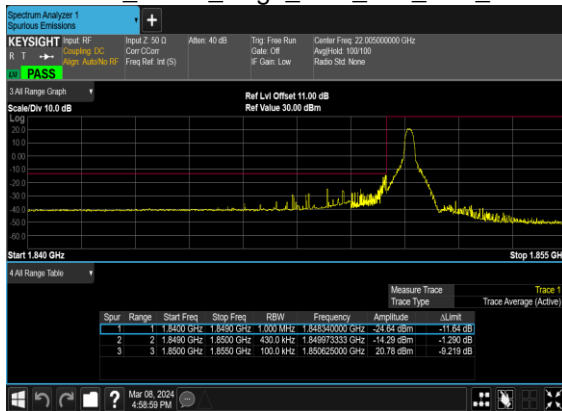 Spectrum Analyzer 1
Spurious Emissions
KEYSIGHT Input: RF Input Z: 50 Ω Atten: 40 dB Trig: Free Run Center Freq: 22.005000000 GHz
R T Coupling: DC Corr CCorr Gate: Off Avg|Hold: 100/100
Align: Auto/No RF Freq Ref: Int (S) IF Gain: Low Radio Std: None
PASS
3 All Range Graph
Ref Lvl Offset 11.00 dB
Scale/Div 10.0 dB Ref Value 30.00 dBm
Log
20.0
10.0
0.00
-10.0
-20.0
-30.0
-40.0
-50.0
-60.0
Start 1.840 GHz Stop 1.855 GH
4 All Range Table
Measure Trace Trace 1
Trace Type Trace Average (Active)
Spur Range Start Freq Stop Freq RBW Frequency Amplitude ΔLimit
1 1 1.8400 GHz 1.8490 GHz 1.000 MHz 1.848340000 GHz -24.64 dBm -11.64 dB
2 2 1.8490 GHz 1.8500 GHz 430.0 kHz 1.849973333 GHz -14.29 dBm -1.290 dB
3 3 1.8500 GHz 1.8550 GHz 100.0 kHz 1.850625000 GHz 20.78 dBm -9.219 dB
Mar 08, 2024
4:58:59 PM